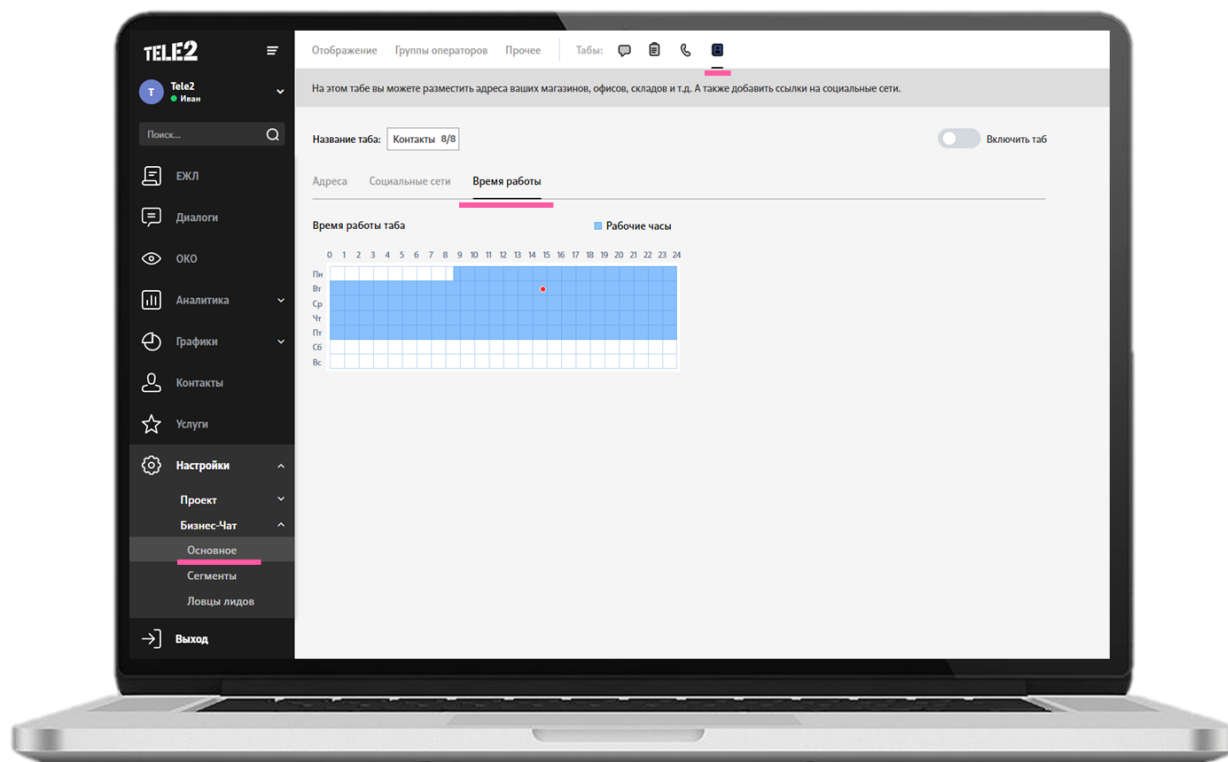 TELE2
Tele2
Иван
Поиск...
ЕЖЛ
Диалоги
ОКО
Аналитика
Графики
Контакты
Услуги
Настройки
Проект
Бизнес-Чат
Основное
Сегменты
Ловцы лидов
Выход
Отображение Группы операторов Прочее Табы:
На этом табе вы можете разместить адреса ваших магазинов, офисов, складов и т.д. А также добавить ссылки на социальные сети.
Название таба: Контакты 8/8 Включить таб
Адреса Социальные сети Время работы
Время работы таба Рабочие часы
0 1 2 3 4 5 6 7 8 9 10 11 12 13 14 15 16 17 18 19 20 21 22 23 24
Пн
Вт
Ср
Чт
Пт
Сб
Вс